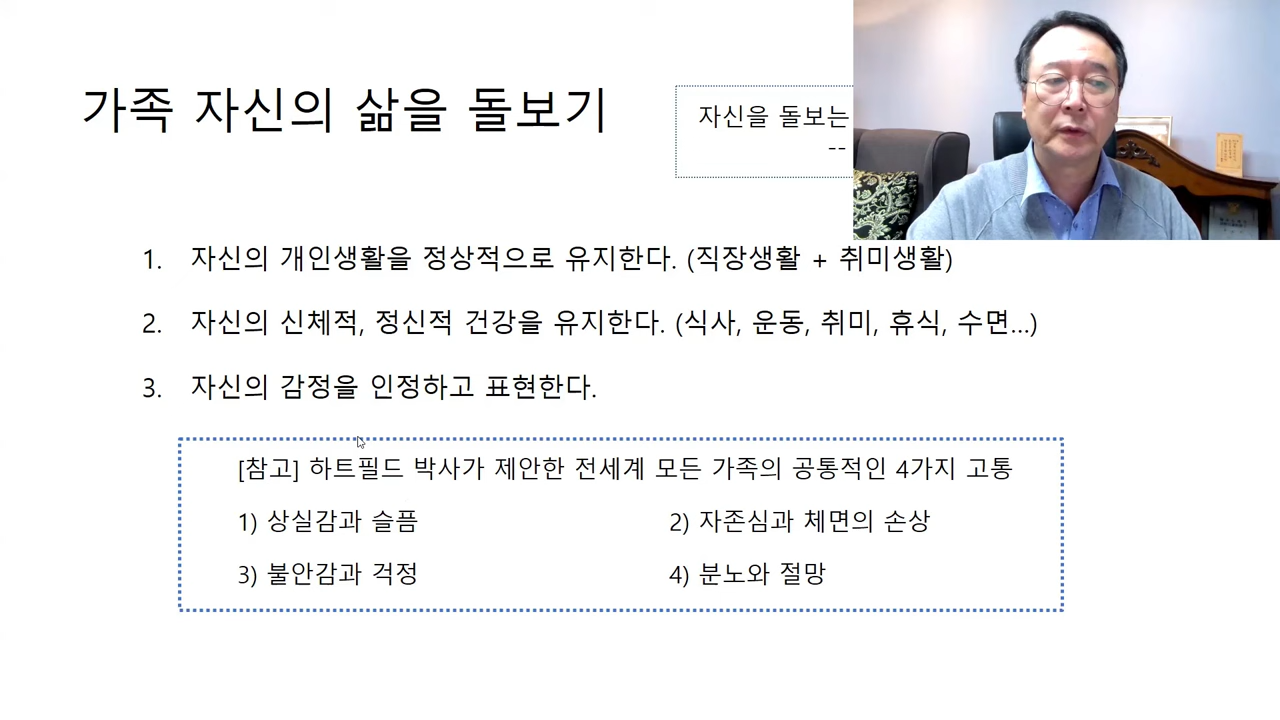 가족 자신의 삶을 돌보기
자신을 돌보는
--
1. 자신의 개인생활을 정상적으로 유지한다. (직장생활 + 취미생활)
2. 자신의 신체적, 정신적 건강을 유지한다. (식사, 운동, 취미, 휴식, 수면...)
3. 자신의 감정을 인정하고 표현한다.
[참고] 하트필드 박사가 제안한 전세계 모든 가족의 공통적인 4가지 고통
1) 상실감과 슬픔 2) 자존심과 체면의 손상
3) 불안감과 걱정 4) 분노와 절망